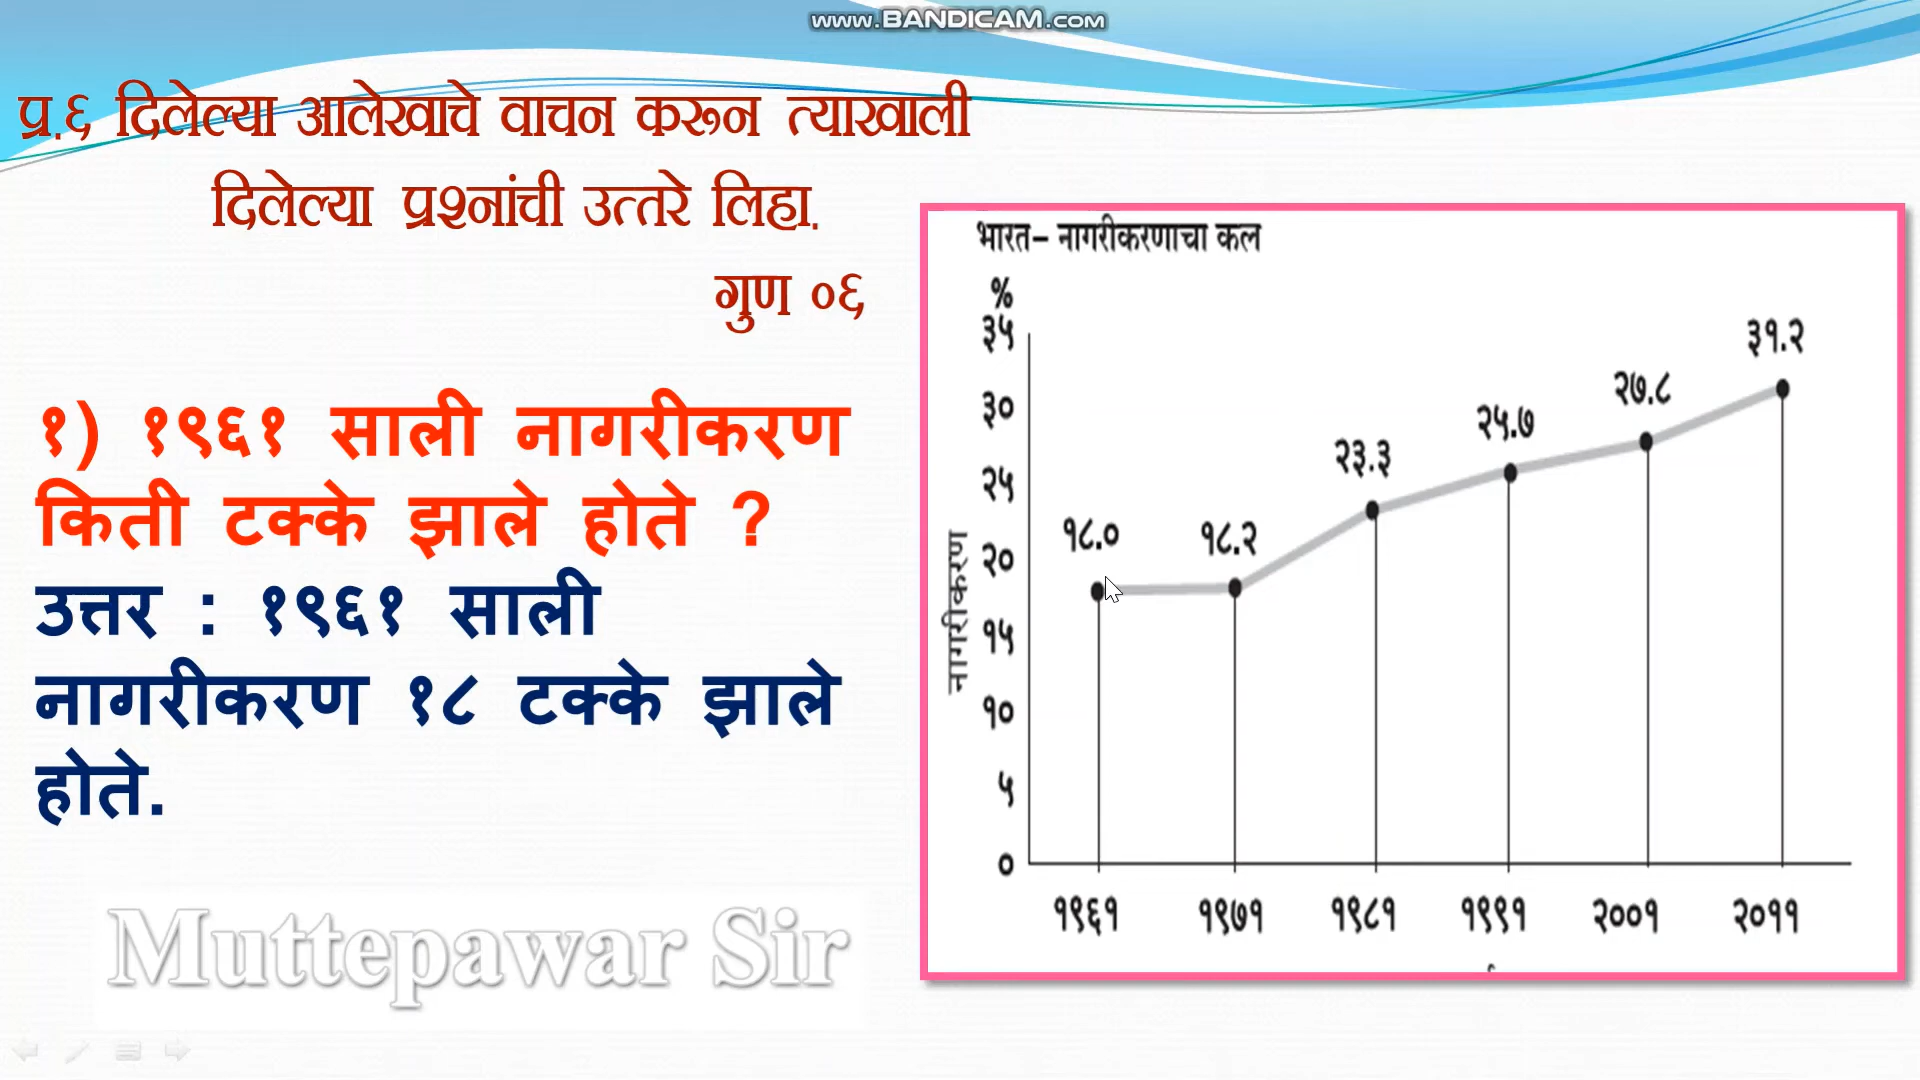 www.BANDICAM.com
प्र.६ दिलेल्या आलेखाचे वाचन करून त्याखाली
दिलेल्या प्रश्नांची उत्तरे लिहा.
गुण ०६
१) १९६१ साली नागरीकरण
किती टक्के झाले होते ?
उत्तर : १९६१ साली
नागरीकरण १८ टक्के झाले
होते.
Muttepawar Sir
भारत– नागरीकरणाचा कल
%
३५
३०
२५
२०
१५
१०
५
०
नागरीकरण
१८.०
१८.२
२३.३
२५.७
२७.८
३१.२
१९६१ १९७१ १९८१ १९९१ २००१ २०११